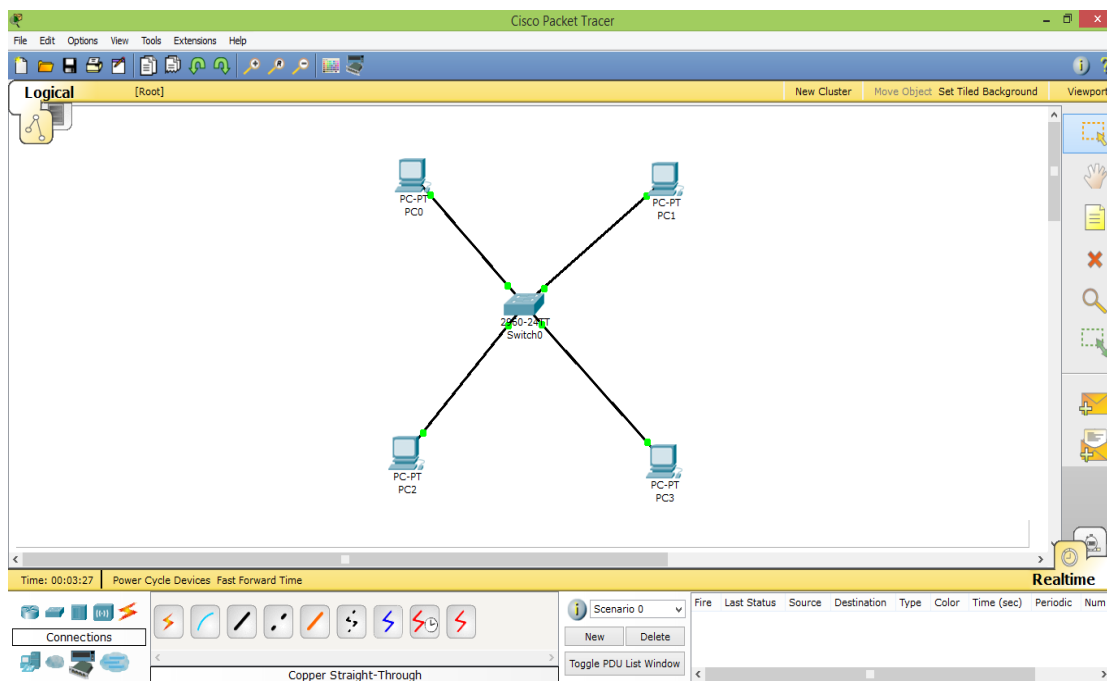 Cisco Packet Tracer
File Edit Options View Tools Extensions Help
Logical [Root] New Cluster Move Object Set Tiled Background Viewport
PC-PT
PC0
PC-PT
PC1
2960-24TT
Switch0
PC-PT
PC2
PC-PT
PC3
Time: 00:03:27 Power Cycle Devices Fast Forward Time Realtime
Connections
Copper Straight-Through
Scenario 0
New Delete
Toggle PDU List Window
Fire Last Status Source Destination Type Color Time (sec) Periodic Num